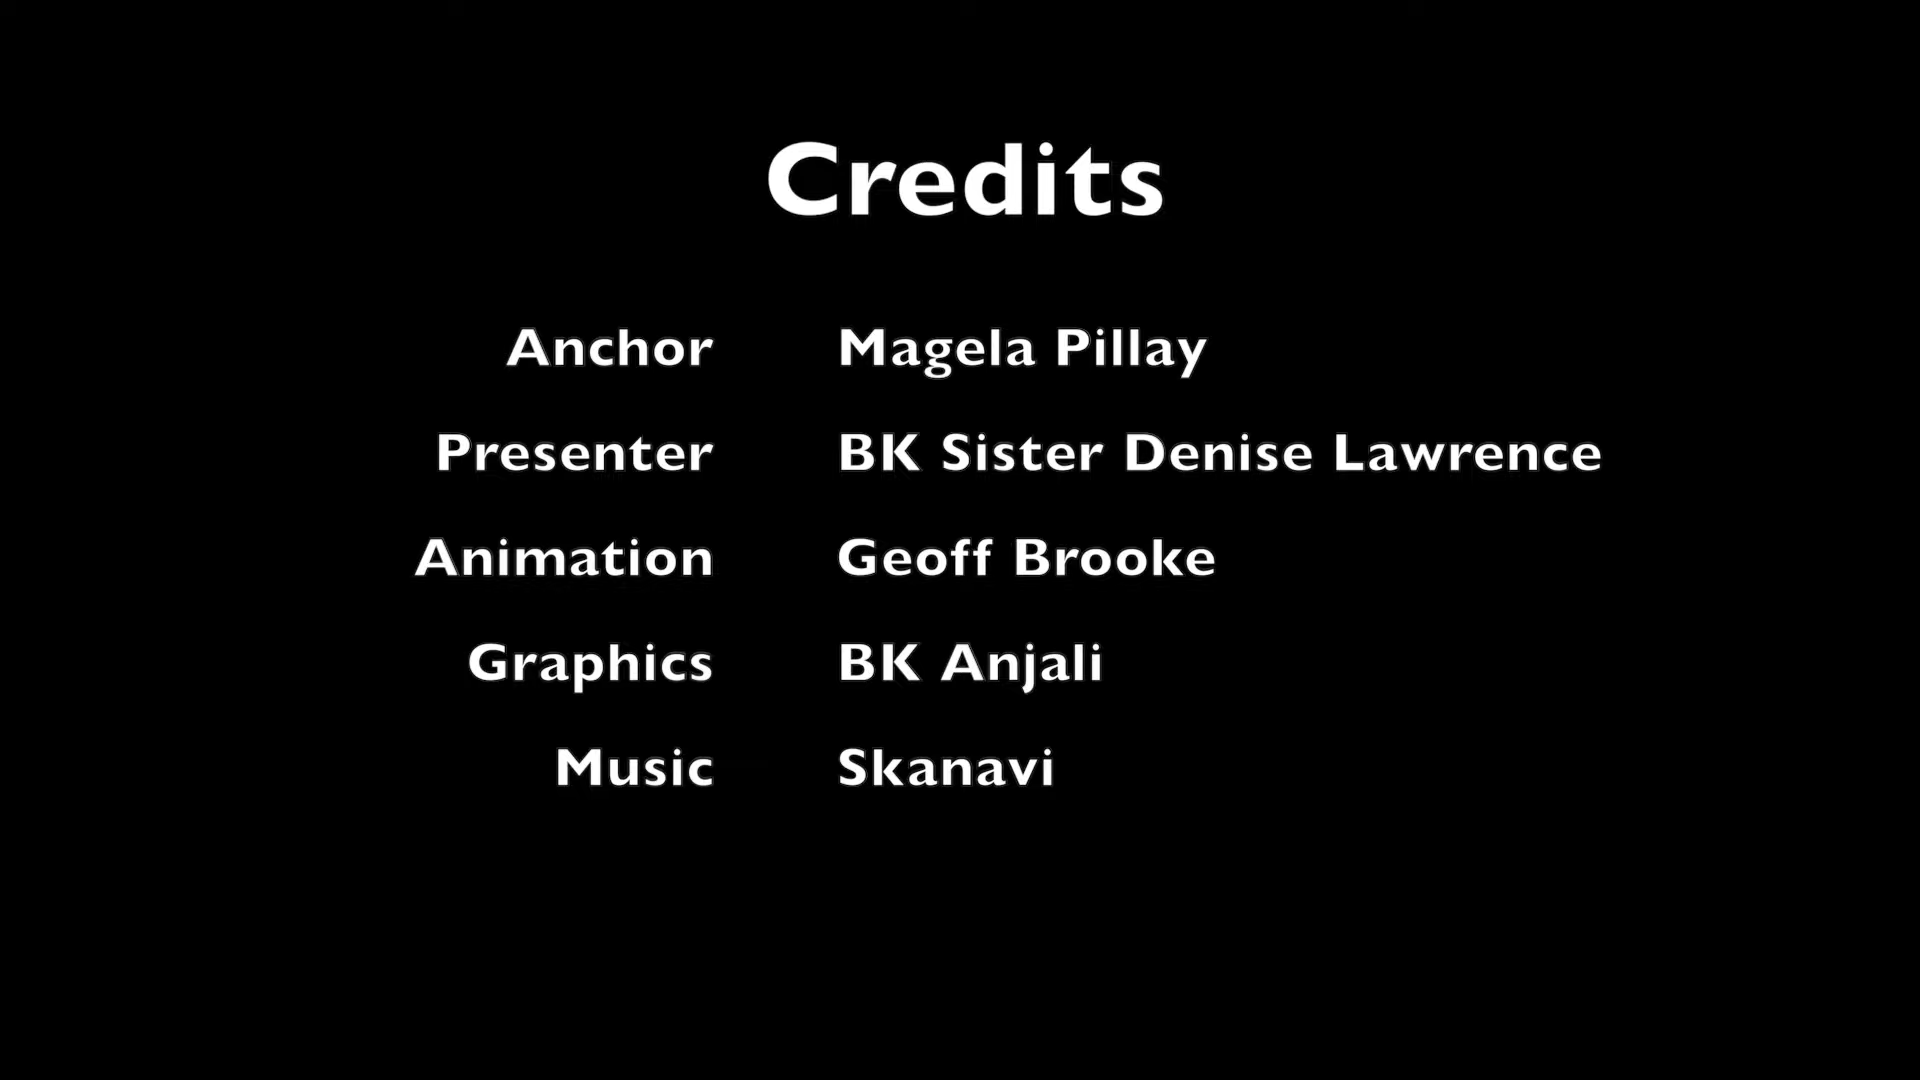 Credits
Anchor Magela Pillay
Presenter BK Sister Denise Lawrence
Animation Geoff Brooke
Graphics BK Anjali
Music Skanavi